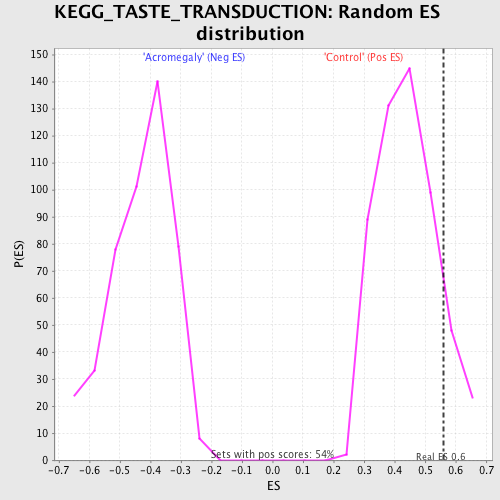 KEGG_TASTE_TRANSDUCTION: Random ES
distribution
'Acromegaly' (Neg ES) 'Control' (Pos ES)
150
140
130
120
110
100
90
80
70
60
50
40
30
20
10
0
P(ES)
Sets with pos scores: 54%
Real ES 0.6
-0.7 -0.6 -0.5 -0.4 -0.3 -0.2 -0.1 0.0 0.1 0.2 0.3 0.4 0.5 0.6 0.7
ES